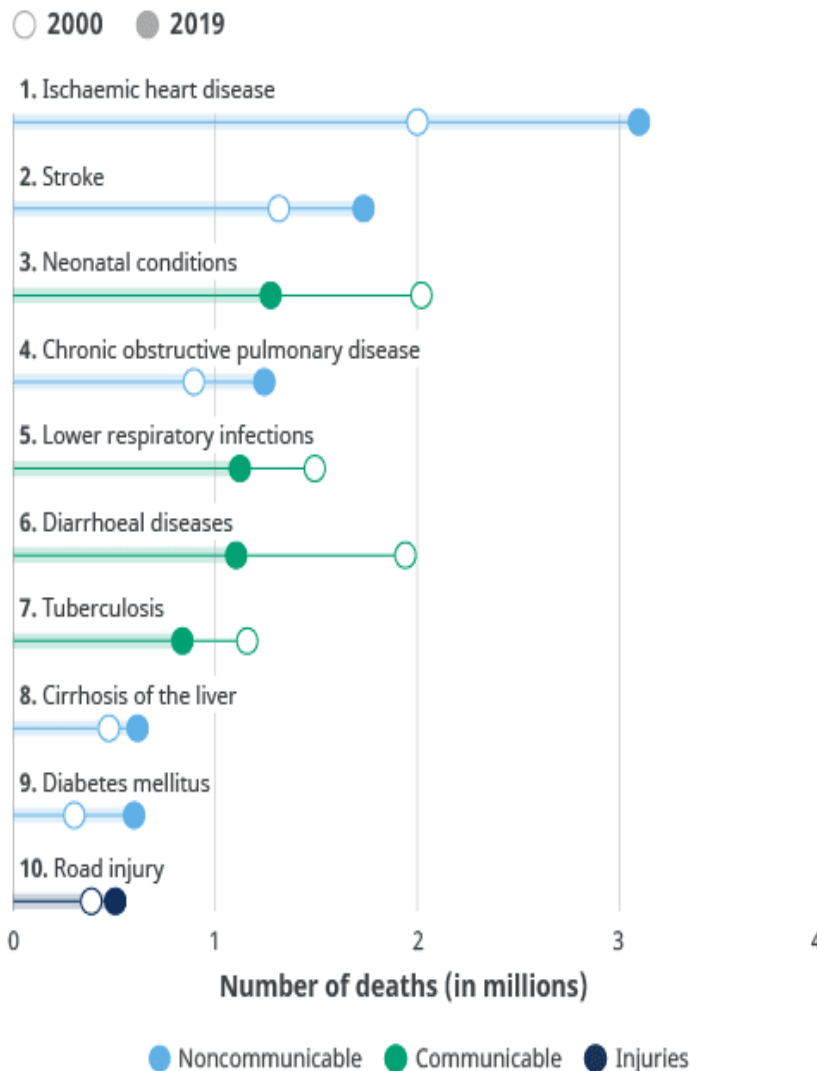 2000 2019
1. Ischaemic heart disease
2. Stroke
3. Neonatal conditions
4. Chronic obstructive pulmonary disease
5. Lower respiratory infections
6. Diarrhoeal diseases
7. Tuberculosis
8. Cirrhosis of the liver
9. Diabetes mellitus
10. Road injury
0 1 2 3 4
Number of deaths (in millions)
Noncommunicable Communicable Injuries